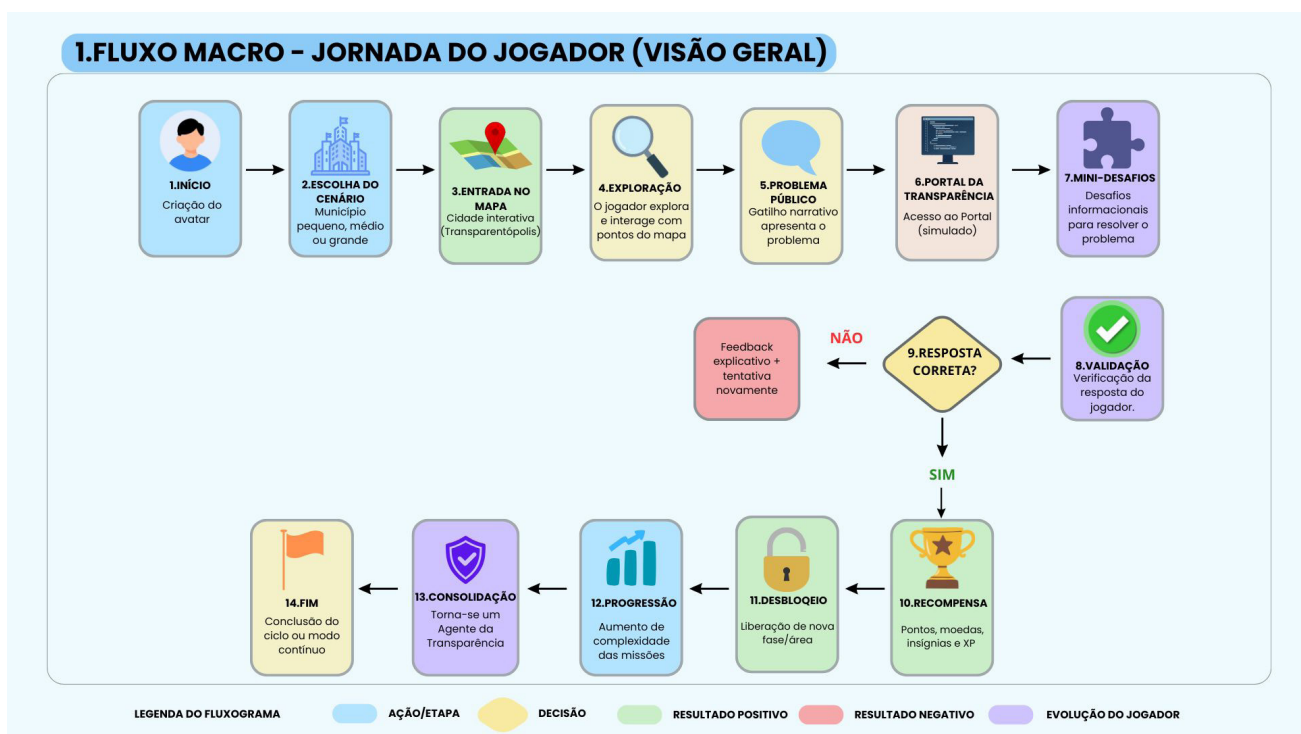 1.FLUXO MACRO - JORNADA DO JOGADOR (VISÃO GERAL)
1.INÍCIO
Criação do
avatar
2.ESCOLHA DO
CENÁRIO
Município
pequeno, médio
ou grande
3.ENTRADA NO
MAPA
Cidade interativa
(Transparentópolis)
4.EXPLORAÇÃO
O jogador explora
e interage com
pontos do mapa
5.PROBLEMA
PÚBLICO
Gatilho narrativo
apresenta o
problema
6.PORTAL DA
TRANSPARÊNCIA
Acesso ao Portal
(simulado)
7.MINI-DESAFIOS
Desafios
informacionais
para resolver o
problema
8.VALIDAÇÃO
Verificação da
resposta do
jogador.
9.RESPOSTA
CORRETA?
NÃO
Feedback
explicativo +
tentativa
novamente
SIM
10.RECOMPENSA
Pontos, moedas,
insígnias e XP
11.DESBLOQEIO
Liberação de nova
fase/área
12.PROGRESSÃO
Aumento de
complexidade
das missões
13.CONSOLIDAÇÃO
Torna-se um
Agente da
Transparência
14.FIM
Conclusão do
ciclo ou modo
contínuo
LEGENDA DO FLUXOGRAMA
AÇÃO/ETAPA
DECISÃO
RESULTADO POSITIVO
RESULTADO NEGATIVO
EVOLUÇÃO DO JOGADOR